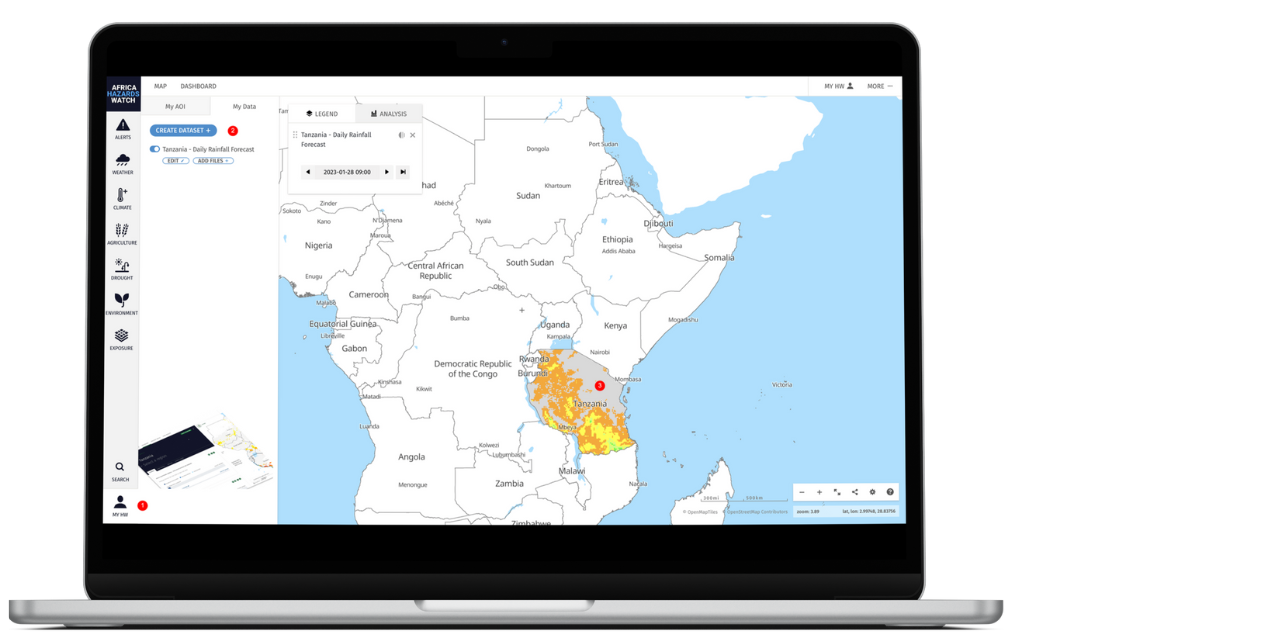 AFRICA
HAZARDS
WATCH
MAP
DASHBOARD
MY HW
MORE
My AOI
My Data
CREATE DATASET +
2
Tanzania - Daily Rainfall Forecast
EDIT
ADD FILES +
LEGEND
ANALYSIS
Tanzania - Daily Rainfall
Forecast
2023-01-28 09:00
ALERTS
WEATHER
CLIMATE
AGRICULTURE
DROUGHT
ENVIRONMENT
EXPOSURE
SEARCH
MY HW
1
Dongola
Port Sudan
Khartoum
Eritrea
had
Abéché
Sudan
Zinder
Sokoto
Kano
N'Djamena
Nyala
Maroua
Djibouti
Ethiopia
Addis Ababa
Hargeisa
Nigeria
Somalia
Central African
Republic
South Sudan
Enugu
Obo
Cameroon
Bangui
Malabo
Bumba
Mogadishu
Equatorial Guinea
Uganda
Kenya
Libreville
Kampala
Gabon
Nairobi
Rwanda
Democratic Republic
of the Congo
Burundi
Mombasa
Kinshasa
Kikwit
3
Victoria
Matadi
Tanzania
Luanda
Mbeya
Kolwezi
Lubumbashi
Angola
Malawi
Menongue
Zambia
Nacala
Zimbabwe
300mi
500km
© OpenMapTiles
OpenStreetMap Contributors
zoom: 3.89
lat, lon: 2.99948, 28.83756